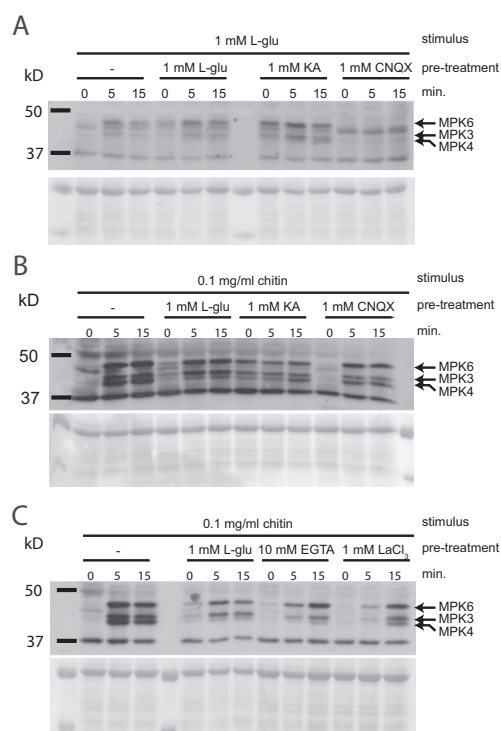 A
1 mM L-glu stimulus
kD - 1 mM L-glu 1 mM KA 1 mM CNQX pre-treatment
0 5 15 0 5 15 0 5 15 0 5 15 min.
50
MPK6
MPK3
37
MPK4
B
0.1 mg/ml chitin stimulus
kD - 1 mM L-glu 1 mM KA 1 mM CNQX pre-treatment
0 5 15 0 5 15 0 5 15 0 5 15 min.
50
MPK6
MPK3
37
MPK4
C
0.1 mg/ml chitin stimulus
kD - 1 mM L-glu 10 mM EGTA 1 mM LaCl3 pre-treatment
0 5 15 0 5 15 0 5 15 0 5 15 min.
50
MPK6
MPK3
37
MPK4